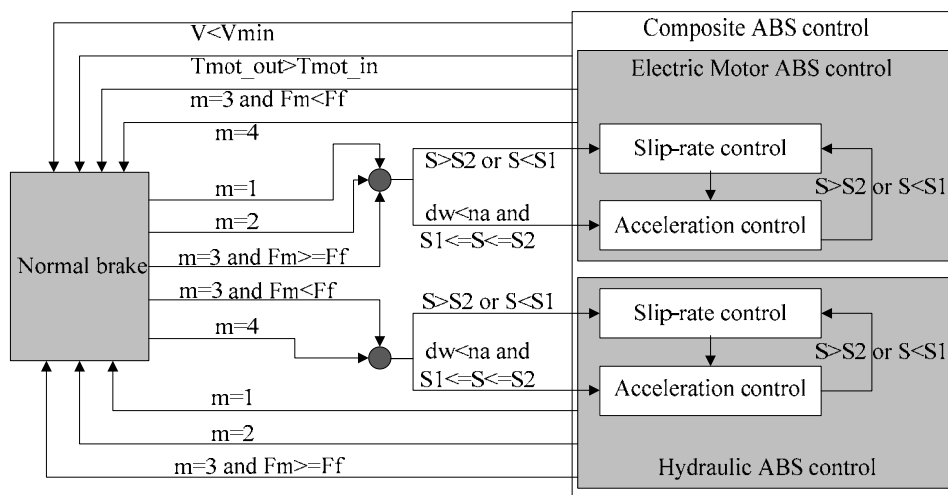 V<Vmin
Composite ABS control
Tmot_out>Tmot_in
Electric Motor ABS control
m=3 and Fm<Ff
m=4
S>S2 or S<S1
Slip-rate control
m=1
S>S2 or S<S1
m=2
dw<na and
S1<=S<=S2
Acceleration control
m=3 and Fm>=Ff
Normal brake
m=3 and Fm<Ff
S>S2 or S<S1
Slip-rate control
m=4
dw<na and
S1<=S<=S2
S>S2 or S<S1
Acceleration control
m=1
m=2
m=3 and Fm>=Ff
Hydraulic ABS control